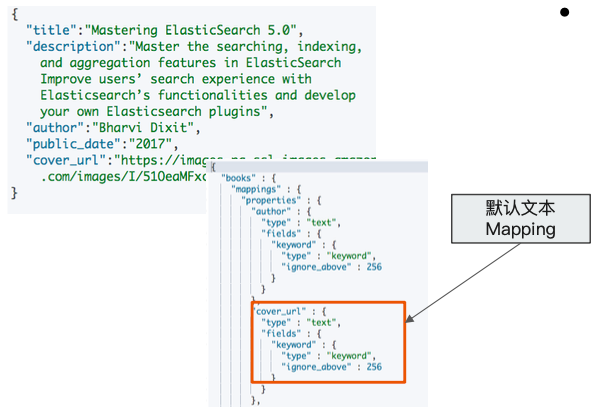 {
"title":"Mastering ElasticSearch 5.0",
"description":"Master the searching, indexing,
and aggregation features in ElasticSearch
Improve users’ search experience with
Elasticsearch’s functionalities and develop
your own Elasticsearch plugins",
"author":"Bharvi Dixit",
"public_date":"2017",
"cover_url":"https://images
.com/images/I/51OeaMFxc
}
{
"books" : {
"mappings" : {
"properties" : {
"author" : {
"type" : "text",
"fields" : {
"keyword" : {
"type" : "keyword",
"ignore_above" : 256
}
}
},
"cover_url" : {
"type" : "text",
"fields" : {
"keyword" : {
"type" : "keyword",
"ignore_above" : 256
}
}
},
默认文本
Mapping